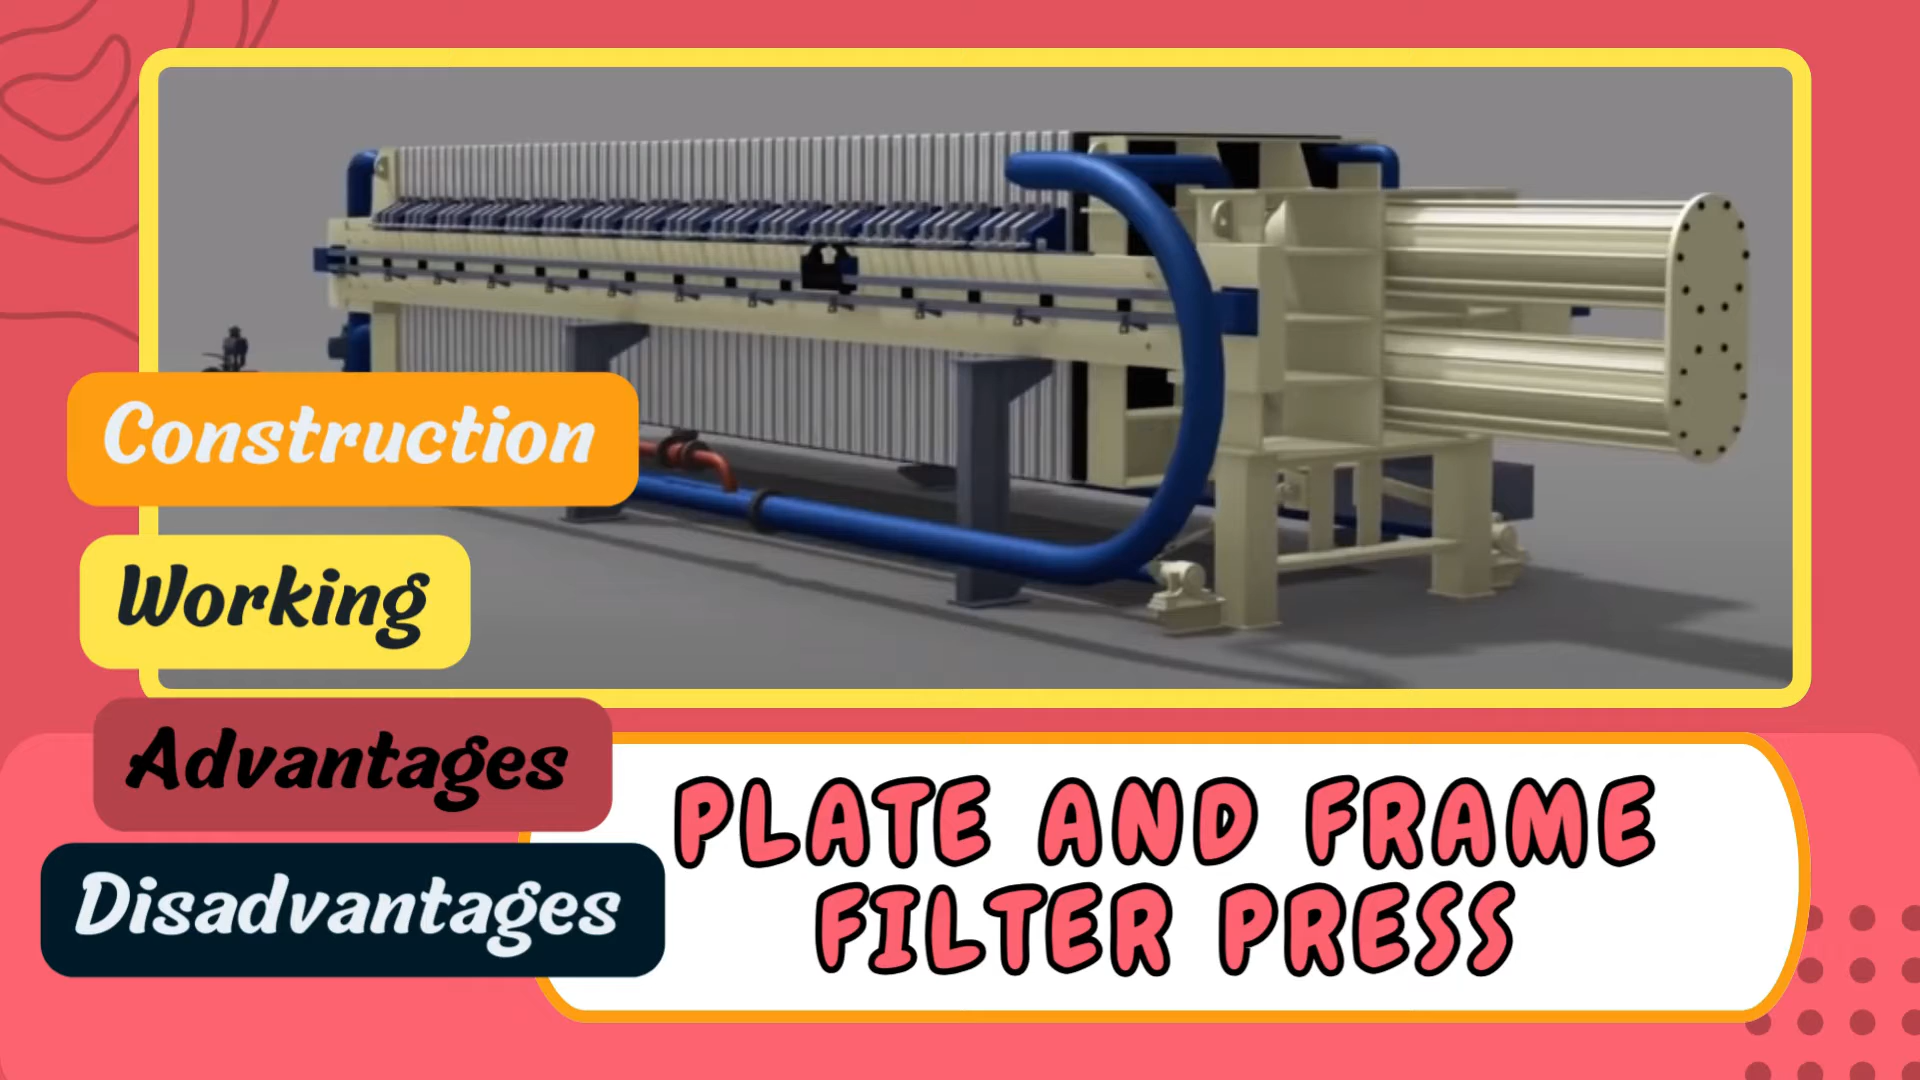 Construction
Working
Advantages
Disadvantages
PLATE AND FRAME
FILTER PRESS